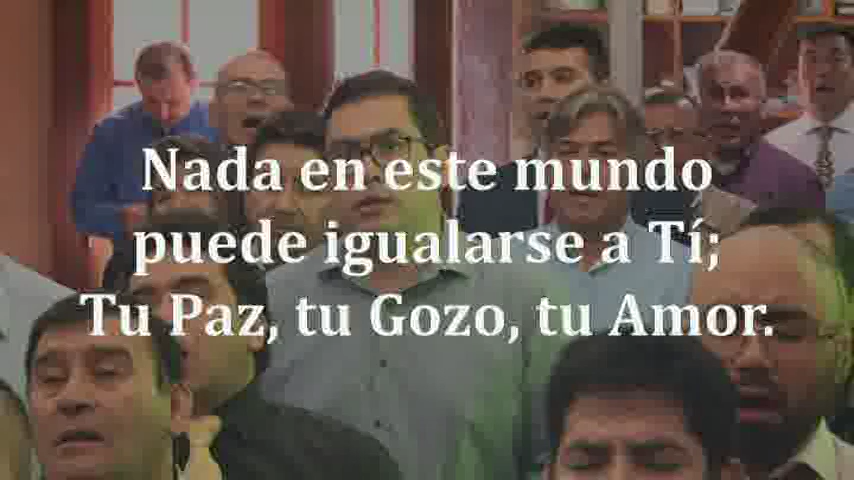 Nada en este mundo
puede igualarse a Tí;
Tu Paz, tu Gozo, tu Amor.